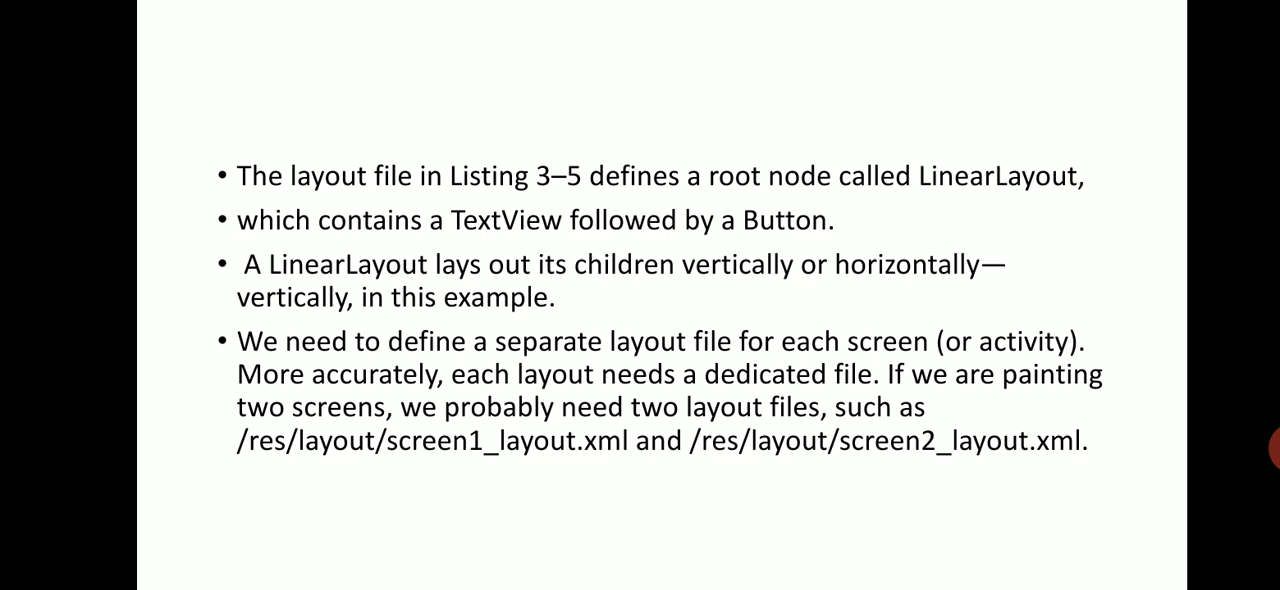 • The layout file in Listing 3–5 defines a root node called LinearLayout,
• which contains a TextView followed by a Button.
• A LinearLayout lays out its children vertically or horizontally—
vertically, in this example.
• We need to define a separate layout file for each screen (or activity).
More accurately, each layout needs a dedicated file. If we are painting
two screens, we probably need two layout files, such as
/res/layout/screen1_layout.xml and /res/layout/screen2_layout.xml.